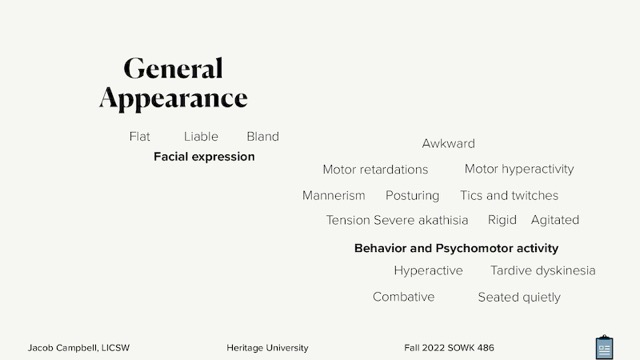 General
Appearance
Flat Liable Bland
Facial expression
Awkward
Motor retardations Motor hyperactivity
Mannerism Posturing Tics and twitches
Tension Severe akathisia Rigid Agitated
Behavior and Psychomotor activity
Hyperactive Tardive dyskinesia
Combative Seated quietly
Jacob Campbell, LICSW Heritage University Fall 2022 SOWK 486